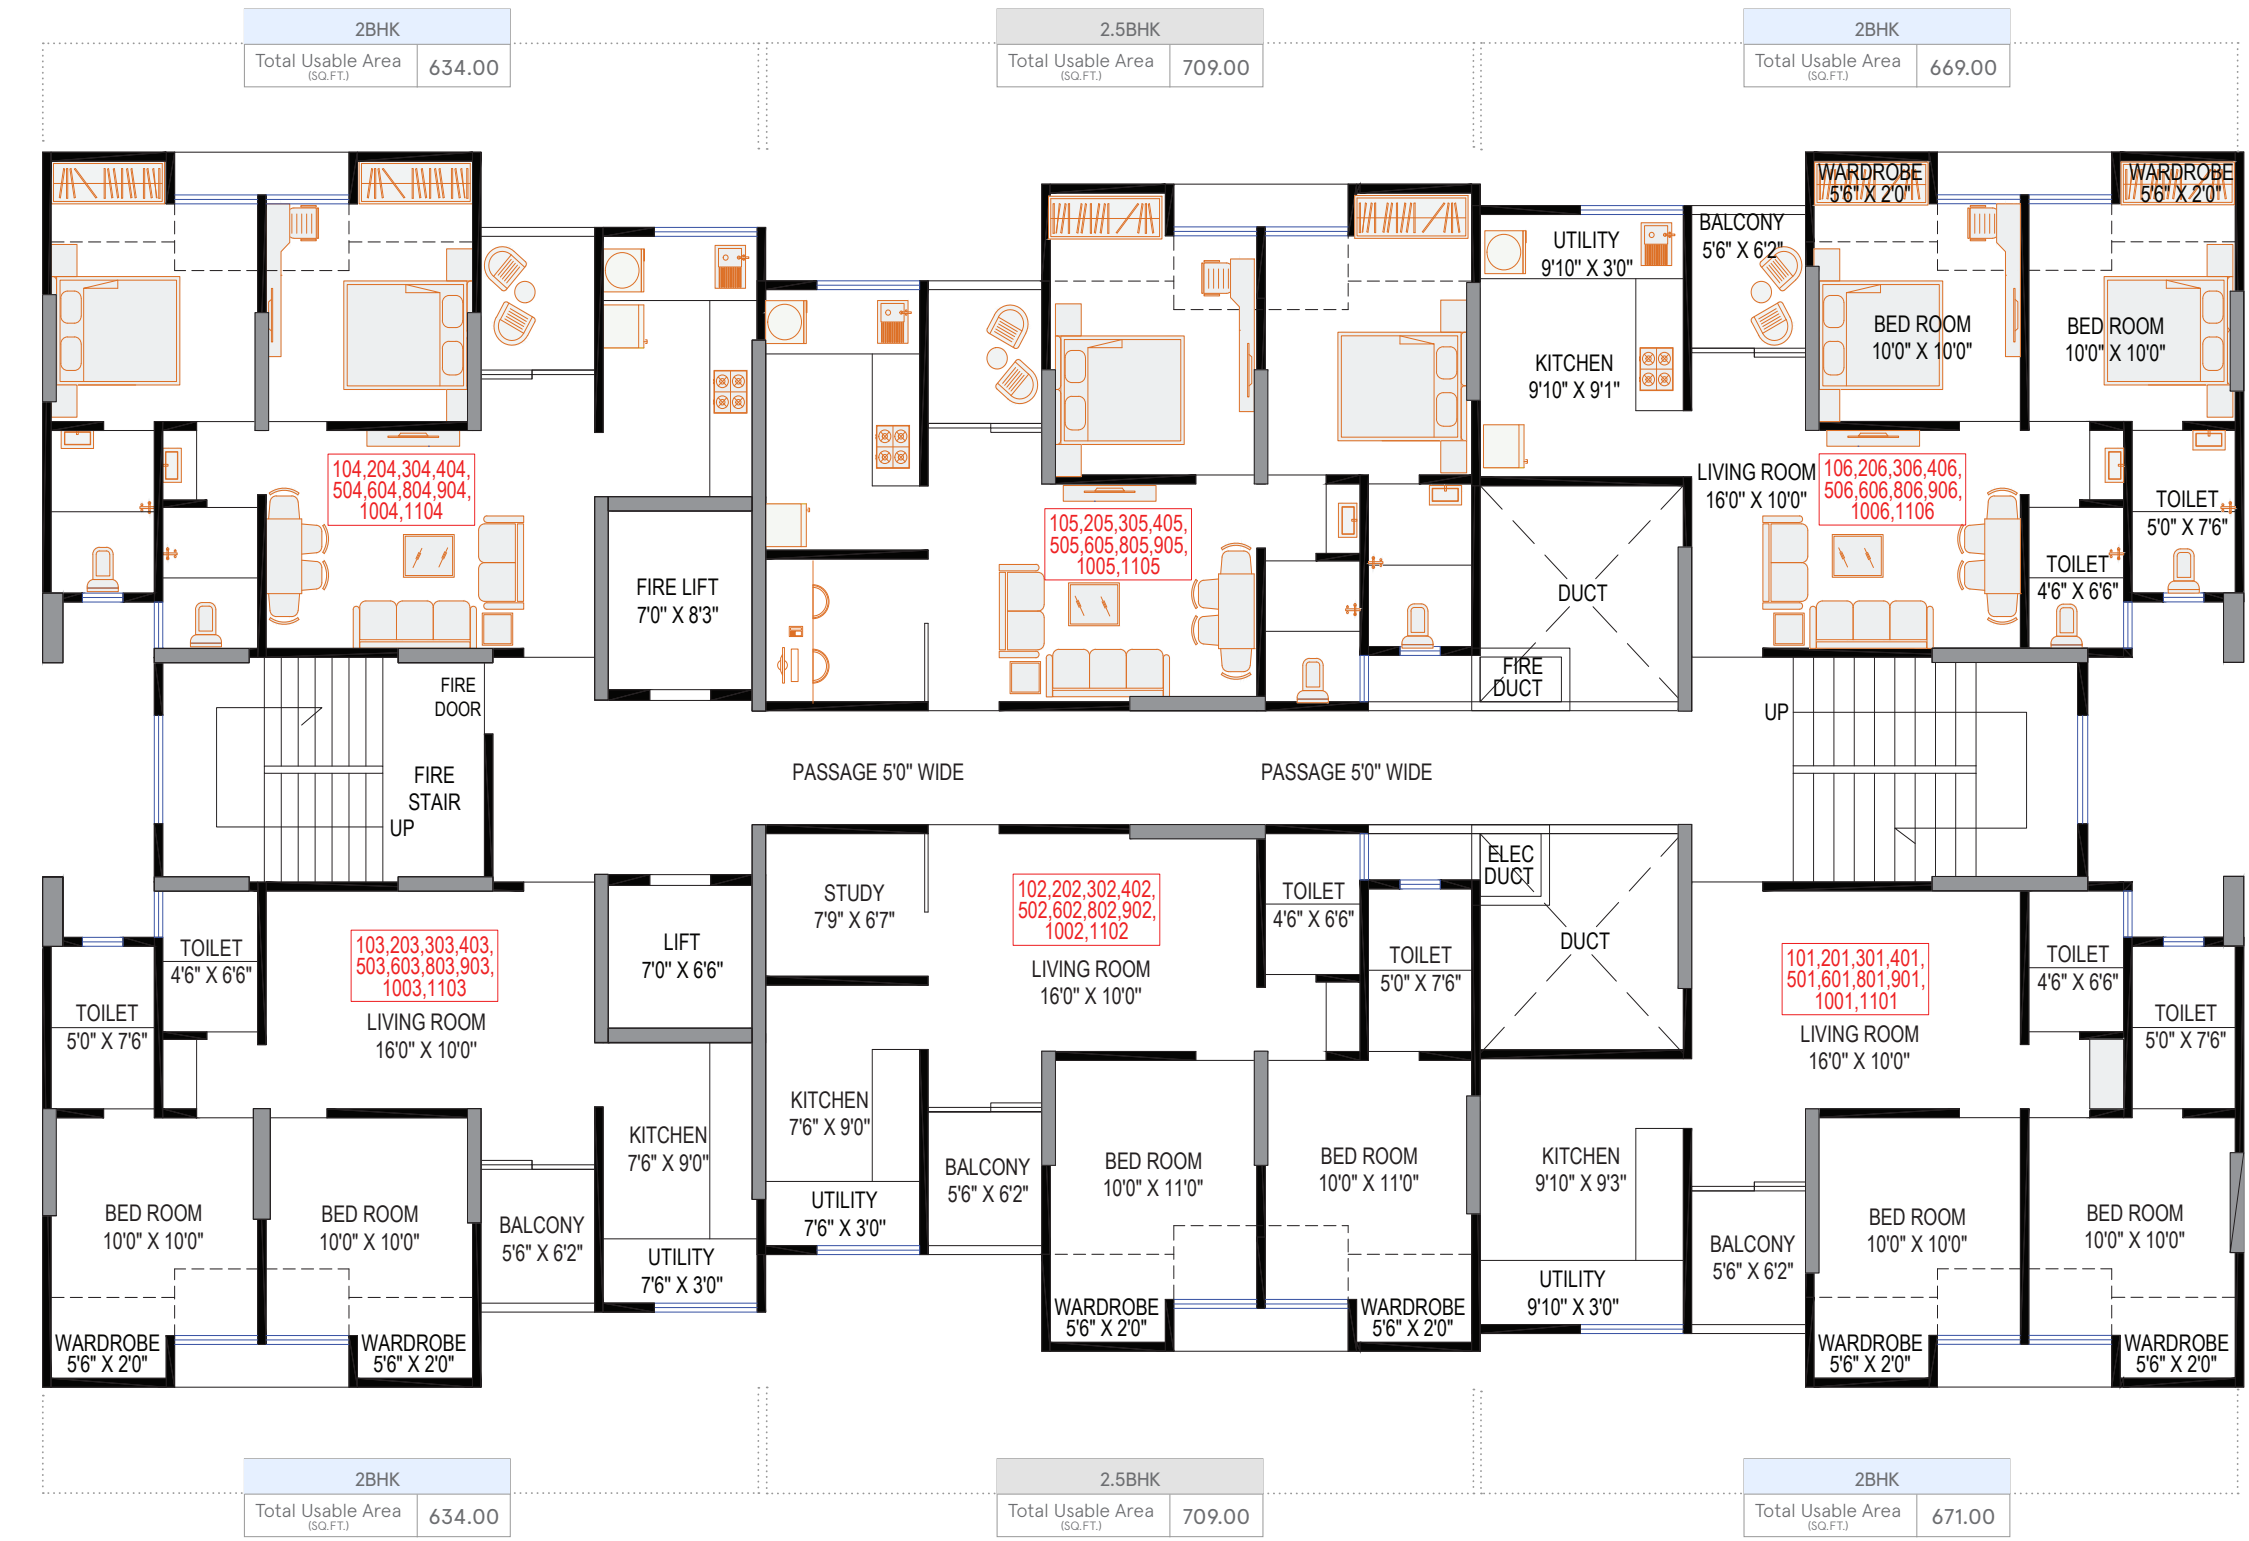 2BHK
Total Usable Area
(SQ.FT.)
634.00
2.5BHK
Total Usable Area
(SQ.FT.)
709.00
2BHK
Total Usable Area
(SQ.FT.)
669.00
104,204,304,404,
504,604,804,904,
1004,1104
FIRE LIFT
7'0" X 8'3"
105,205,305,405,
505,605,805,905,
1005,1105
UTILITY
9'10" X 3'0"
KITCHEN
9'10" X 9'1"
BALCONY
5'6" X 6'2"
WARDROBE
5'6" X 2'0"
WARDROBE
5'6" X 2'0"
BED ROOM
10'0" X 10'0"
BED ROOM
10'0" X 10'0"
LIVING ROOM
16'0" X 10'0"
106,206,306,406,
506,606,806,906,
1006,1106
TOILET
5'0" X 7'6"
TOILET
4'6" X 6'6"
DUCT
FIRE
DUCT
FIRE
DOOR
FIRE
STAIR
UP
PASSAGE 5'0" WIDE
PASSAGE 5'0" WIDE
UP
TOILET
4'6" X 6'6"
TOILET
5'0" X 7'6"
103,203,303,403,
503,603,803,903,
1003,1103
LIVING ROOM
16'0" X 10'0"
LIFT
7'0" X 6'6"
KITCHEN
7'6" X 9'0"
UTILITY
7'6" X 3'0"
BALCONY
5'6" X 6'2"
BED ROOM
10'0" X 10'0"
BED ROOM
10'0" X 10'0"
WARDROBE
5'6" X 2'0"
WARDROBE
5'6" X 2'0"
STUDY
7'9" X 6'7"
102,202,302,402,
502,602,802,902,
1002,1102
LIVING ROOM
16'0" X 10'0"
TOILET
4'6" X 6'6"
TOILET
5'0" X 7'6"
KITCHEN
7'6" X 9'0"
UTILITY
7'6" X 3'0"
BALCONY
5'6" X 6'2"
BED ROOM
10'0" X 11'0"
BED ROOM
10'0" X 11'0"
WARDROBE
5'6" X 2'0"
WARDROBE
5'6" X 2'0"
ELEC
DUCT
DUCT
101,201,301,401,
501,601,801,901,
1001,1101
LIVING ROOM
16'0" X 10'0"
TOILET
4'6" X 6'6"
TOILET
5'0" X 7'6"
KITCHEN
9'10" X 9'3"
UTILITY
9'10" X 3'0"
BALCONY
5'6" X 6'2"
BED ROOM
10'0" X 10'0"
BED ROOM
10'0" X 10'0"
WARDROBE
5'6" X 2'0"
WARDROBE
5'6" X 2'0"
2BHK
Total Usable Area
(SQ.FT.)
634.00
2.5BHK
Total Usable Area
(SQ.FT.)
709.00
2BHK
Total Usable Area
(SQ.FT.)
671.00